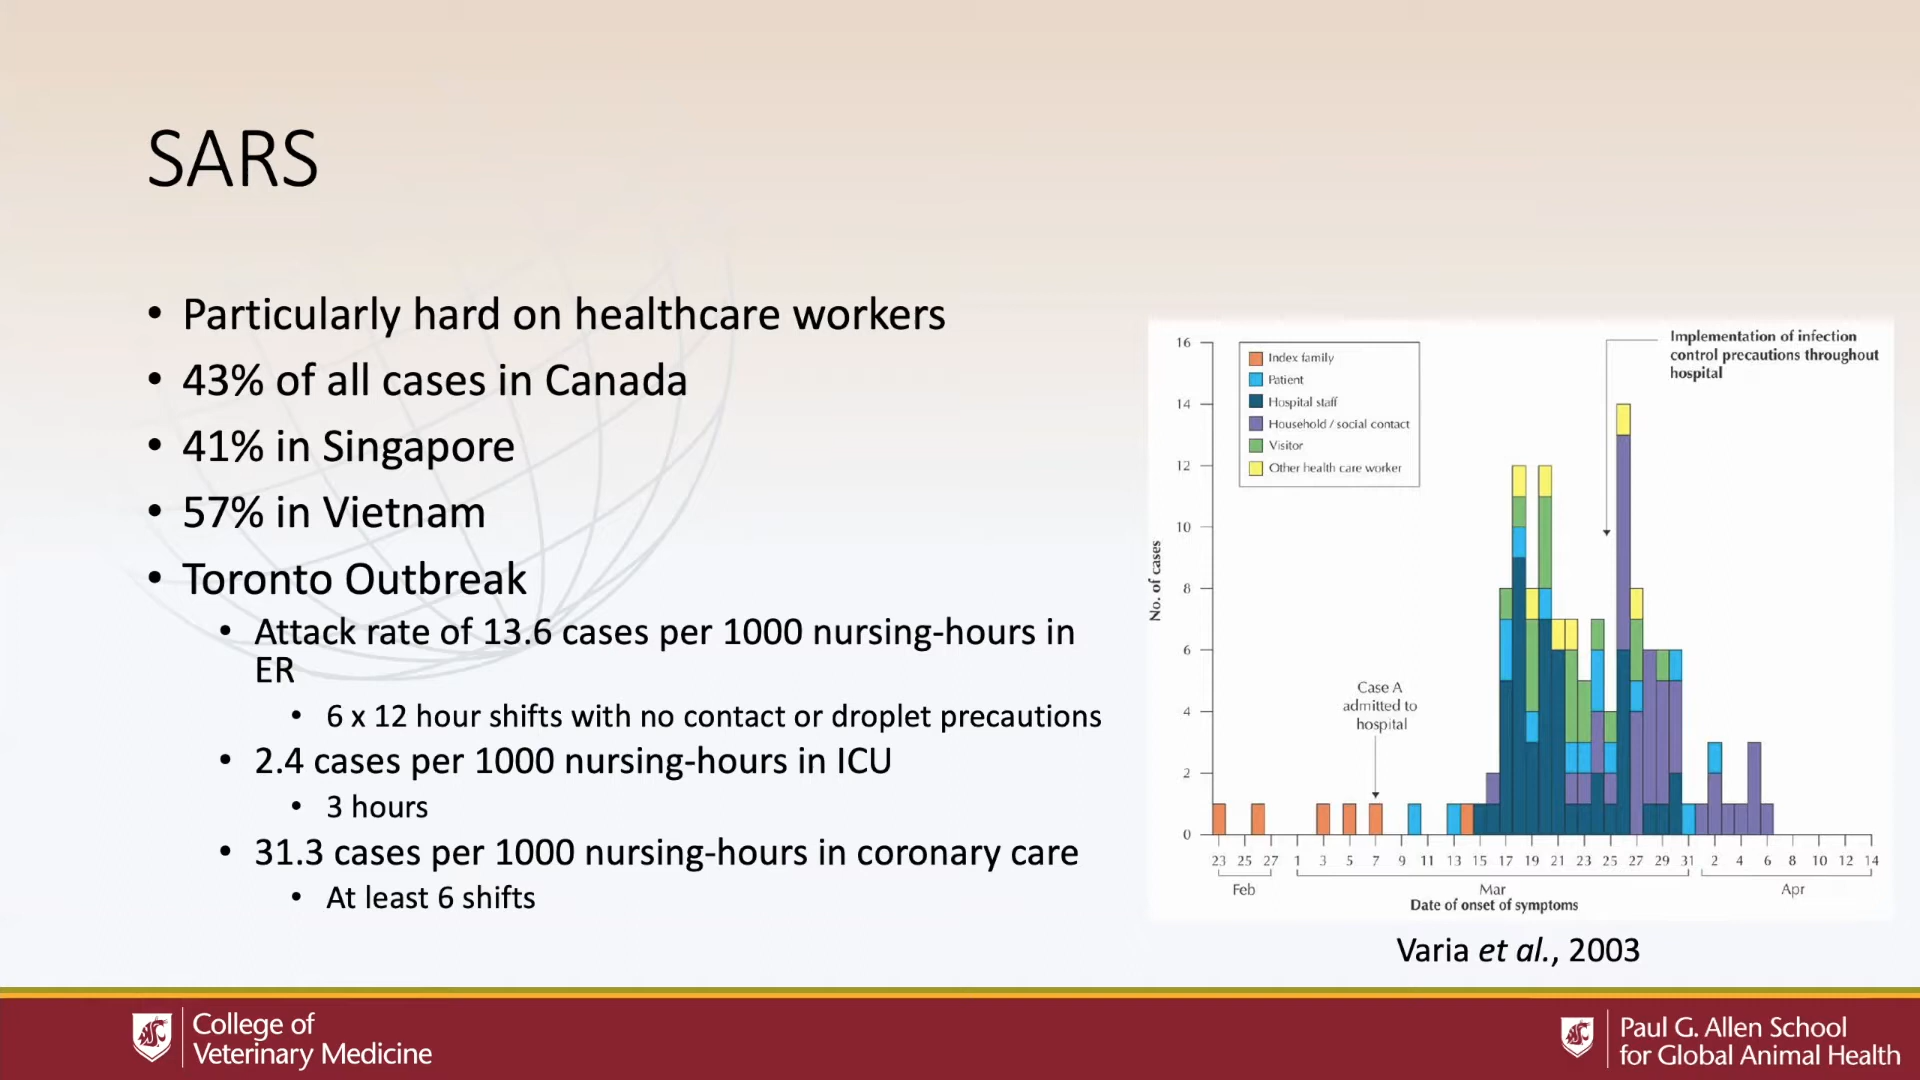 SARS
• Particularly hard on healthcare workers
• 43% of all cases in Canada
• 41% in Singapore
• 57% in Vietnam
• Toronto Outbreak
• Attack rate of 13.6 cases per 1000 nursing-hours in
ER
• 6 x 12 hour shifts with no contact or droplet precautions
• 2.4 cases per 1000 nursing-hours in ICU
• 3 hours
• 31.3 cases per 1000 nursing-hours in coronary care
• At least 6 shifts
Implementation of infection
control precautions throughout
hospital
Index family
Patient
Hospital staff
Household / social contact
Visitor
Other health care worker
Case A
admitted to
hospital
No. of cases
16
14
12
10
8
6
4
2
0
23 25 27 1 3 5 7 9 11 13 15 17 19 21 23 25 27 29 31 2 4 6 8 10 12 14
Feb Mar Apr
Date of onset of symptoms
Varia et al., 2003
College of
Veterinary Medicine
Paul G. Allen School
for Global Animal Health